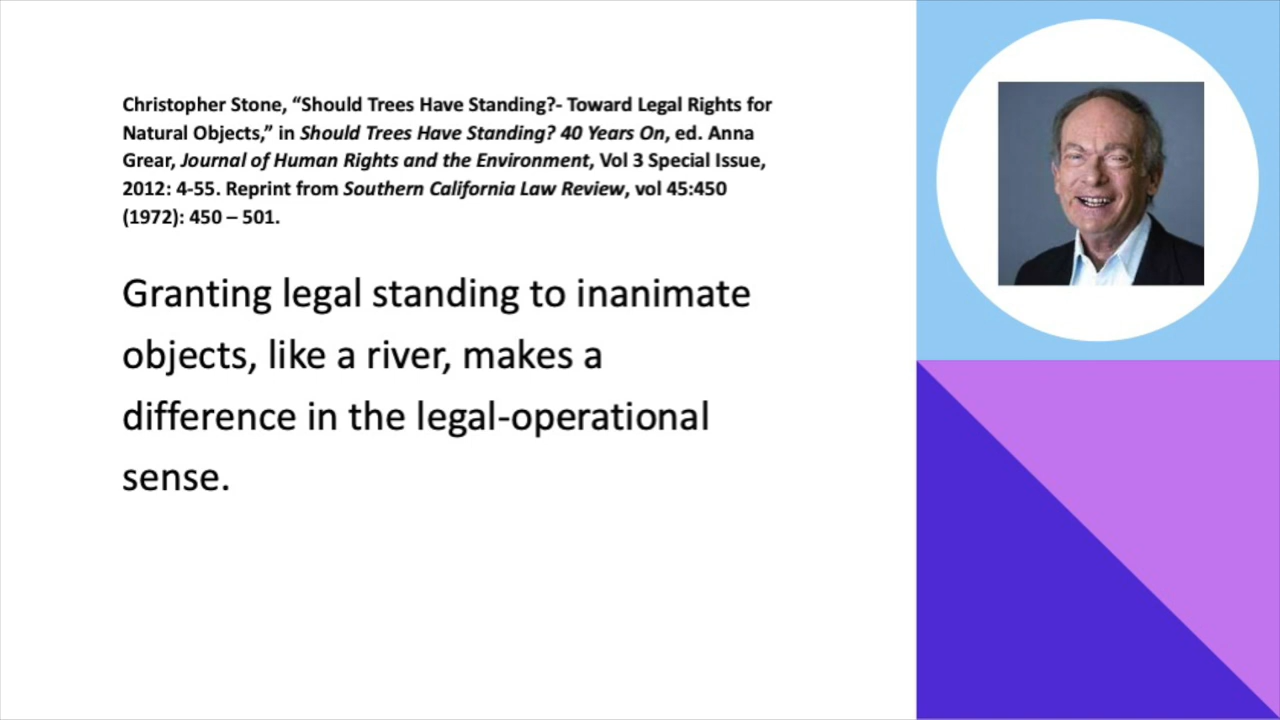 Christopher Stone, “Should Trees Have Standing?- Toward Legal Rights for
Natural Objects,” in Should Trees Have Standing? 40 Years On, ed. Anna
Grear, Journal of Human Rights and the Environment, Vol 3 Special Issue,
2012: 4-55. Reprint from Southern California Law Review, vol 45:450
(1972): 450 – 501.
Granting legal standing to inanimate
objects, like a river, makes a
difference in the legal-operational
sense.